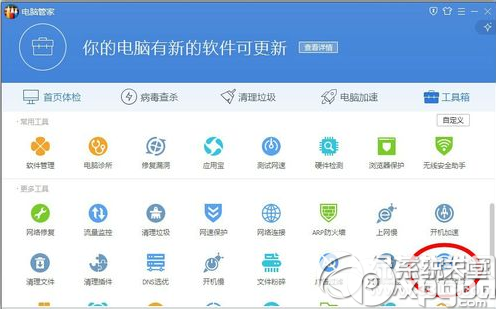 电脑管家
你的电脑有新的软件可更新 查看详情
首页体检 病毒查杀 清理垃圾 电脑加速 工具箱
常用工具 自定义
软件管理 电脑诊所 修复漏洞 应用宝 测试网速 硬件检测 浏览器保护 无线安全助手
更多工具
网络修复 流量监控 清理垃圾 网速保护 网络连接 ARP防火墙 上网慢 开机加速
清理文件 清理插件 DNS选优 开机慢 文件粉碎